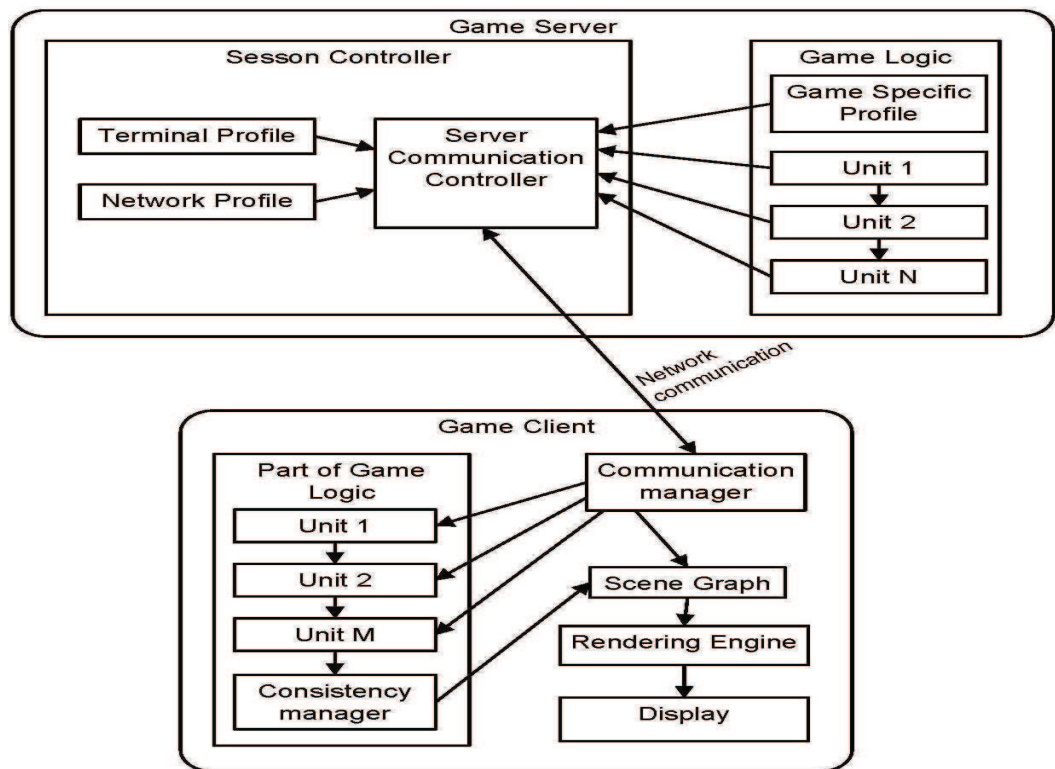 Game Server
Sesson Controller
Terminal Profile
Network Profile
Server
Communication
Controller
Game Logic
Game Specific
Profile
Unit 1
Unit 2
Unit N
Network
communication
Game Client
Part of Game
Logic
Unit 1
Unit 2
Unit M
Consistency
manager
Communication
manager
Scene Graph
Rendering Engine
Display